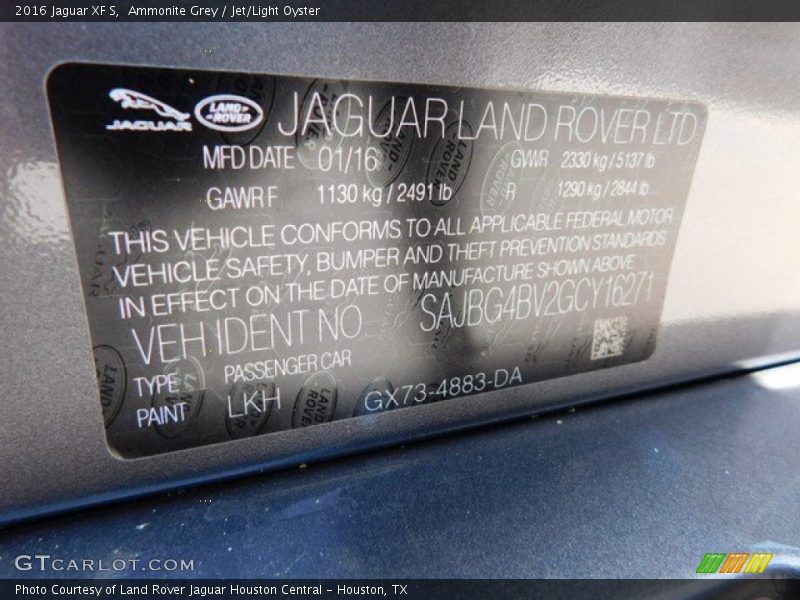 2016 Jaguar XF S,  Ammonite Grey / Jet/Light Oyster
JAGUAR LAND-ROVER JAGUAR LAND ROVER LTD
MFD DATE 01/16 GWR 2330 kg / 5137 lb
GAWR F 1130 kg / 2491 lb R 1290 kg / 2844 lb
THIS VEHICLE CONFORMS TO ALL APPLICABLE FEDERAL MOTOR
VEHICLE SAFETY, BUMPER AND THEFT PREVENTION STANDARDS
IN EFFECT ON THE DATE OF MANUFACTURE SHOWN ABOVE
VEH IDENT NO SAJBG4BV2GCY16271
TYPE PASSENGER CAR
PAINT LKH GX73-4883-DA
GTCARLOT.COM
Photo Courtesy of Land Rover Jaguar Houston Central - Houston, TX